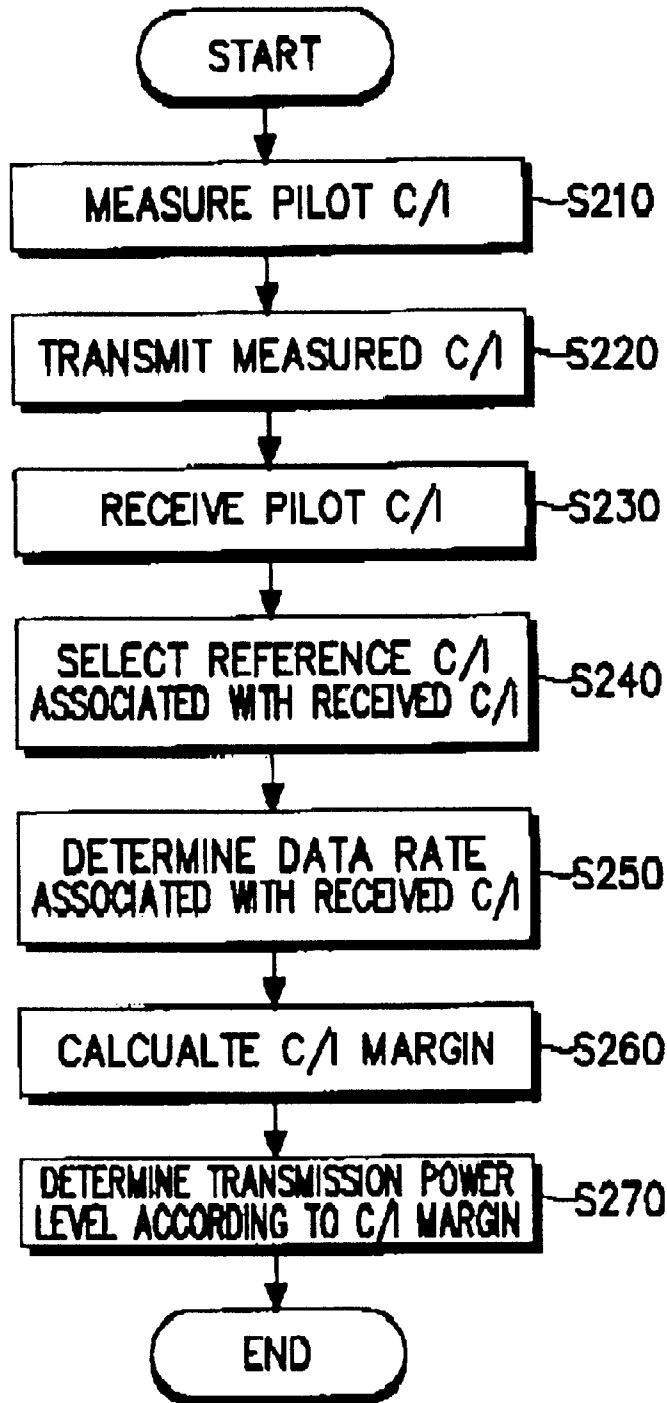 START
MEASURE PILOT C/I
S210
TRANSMIT MEASURED C/I
S220
RECEIVE PILOT C/I
S230
SELECT REFERENCE C/I
ASSOCIATED WITH RECEIVED C/I
S240
DETERMINE DATA RATE
ASSOCIATED WITH RECEIVED C/I
S250
CALCUALTE C/I MARGIN
S260
DETERMINE TRANSMISSION POWER
LEVEL ACCORDING TO C/I MARGIN
S270
END